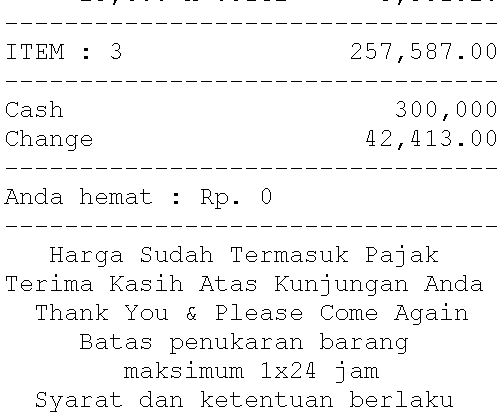 ITEM : 3 257,587.00
Cash 300,000
Change 42,413.00
Anda hemat : Rp. 0
Harga Sudah Termasuk Pajak
Terima Kasih Atas Kunjungan Anda
Thank You & Please Come Again
Batas penukaran barang
maksimum 1x24 jam
Syarat dan ketentuan berlaku